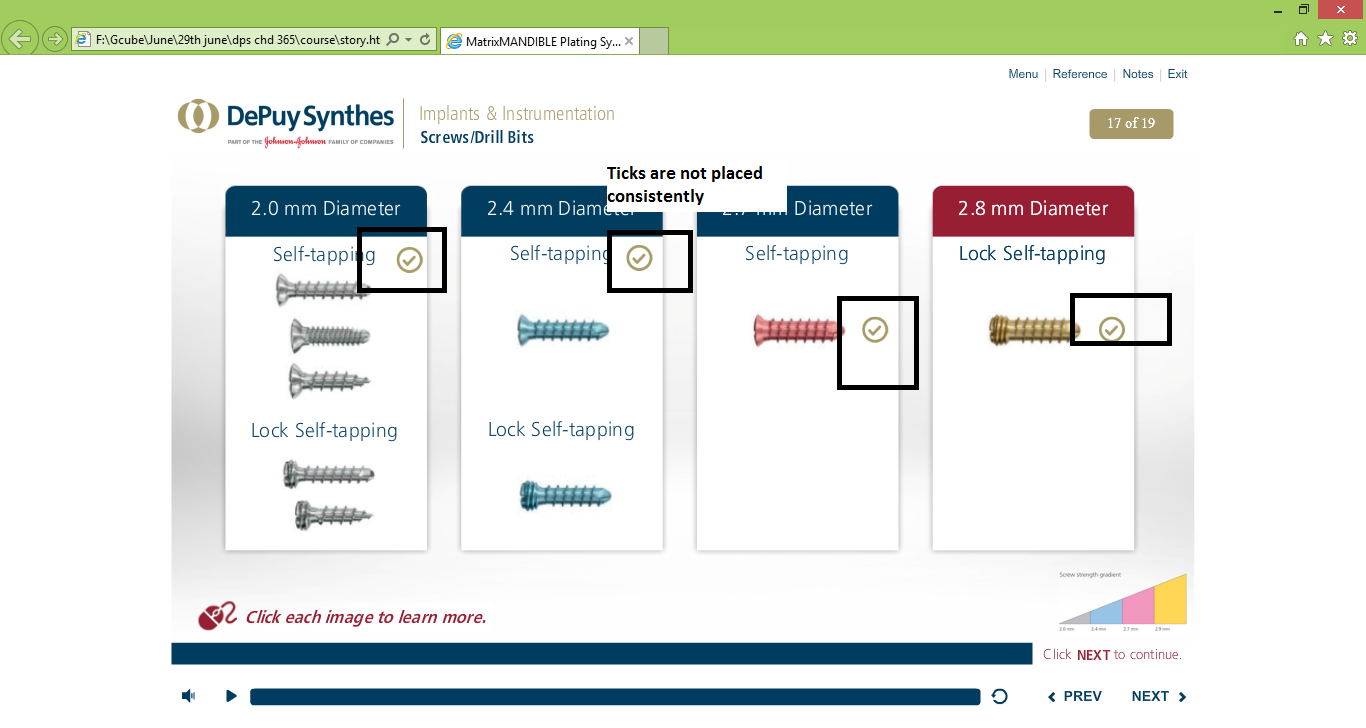 F:\Gcube\June\29th june\dps chd 365\course\story.ht
MatrixMANDIBLE Plating Sy...
Menu | Reference | Notes | Exit
DePuy Synthes
PART OF THE Johnson & Johnson FAMILY OF COMPANIES
Implants & Instrumentation
Screws/Drill Bits
17 of 19
Ticks are not placed
consistently
2.0 mm Diameter
Self-tapping
Lock Self-tapping
2.4 mm Diameter
Self-tapping
Lock Self-tapping
2.7 mm Diameter
Self-tapping
2.8 mm Diameter
Lock Self-tapping
Screw strength gradient
2.0 mm 2.4 mm 2.7 mm 2.9 mm
Click each image to learn more.
Click NEXT to continue.
PREV NEXT